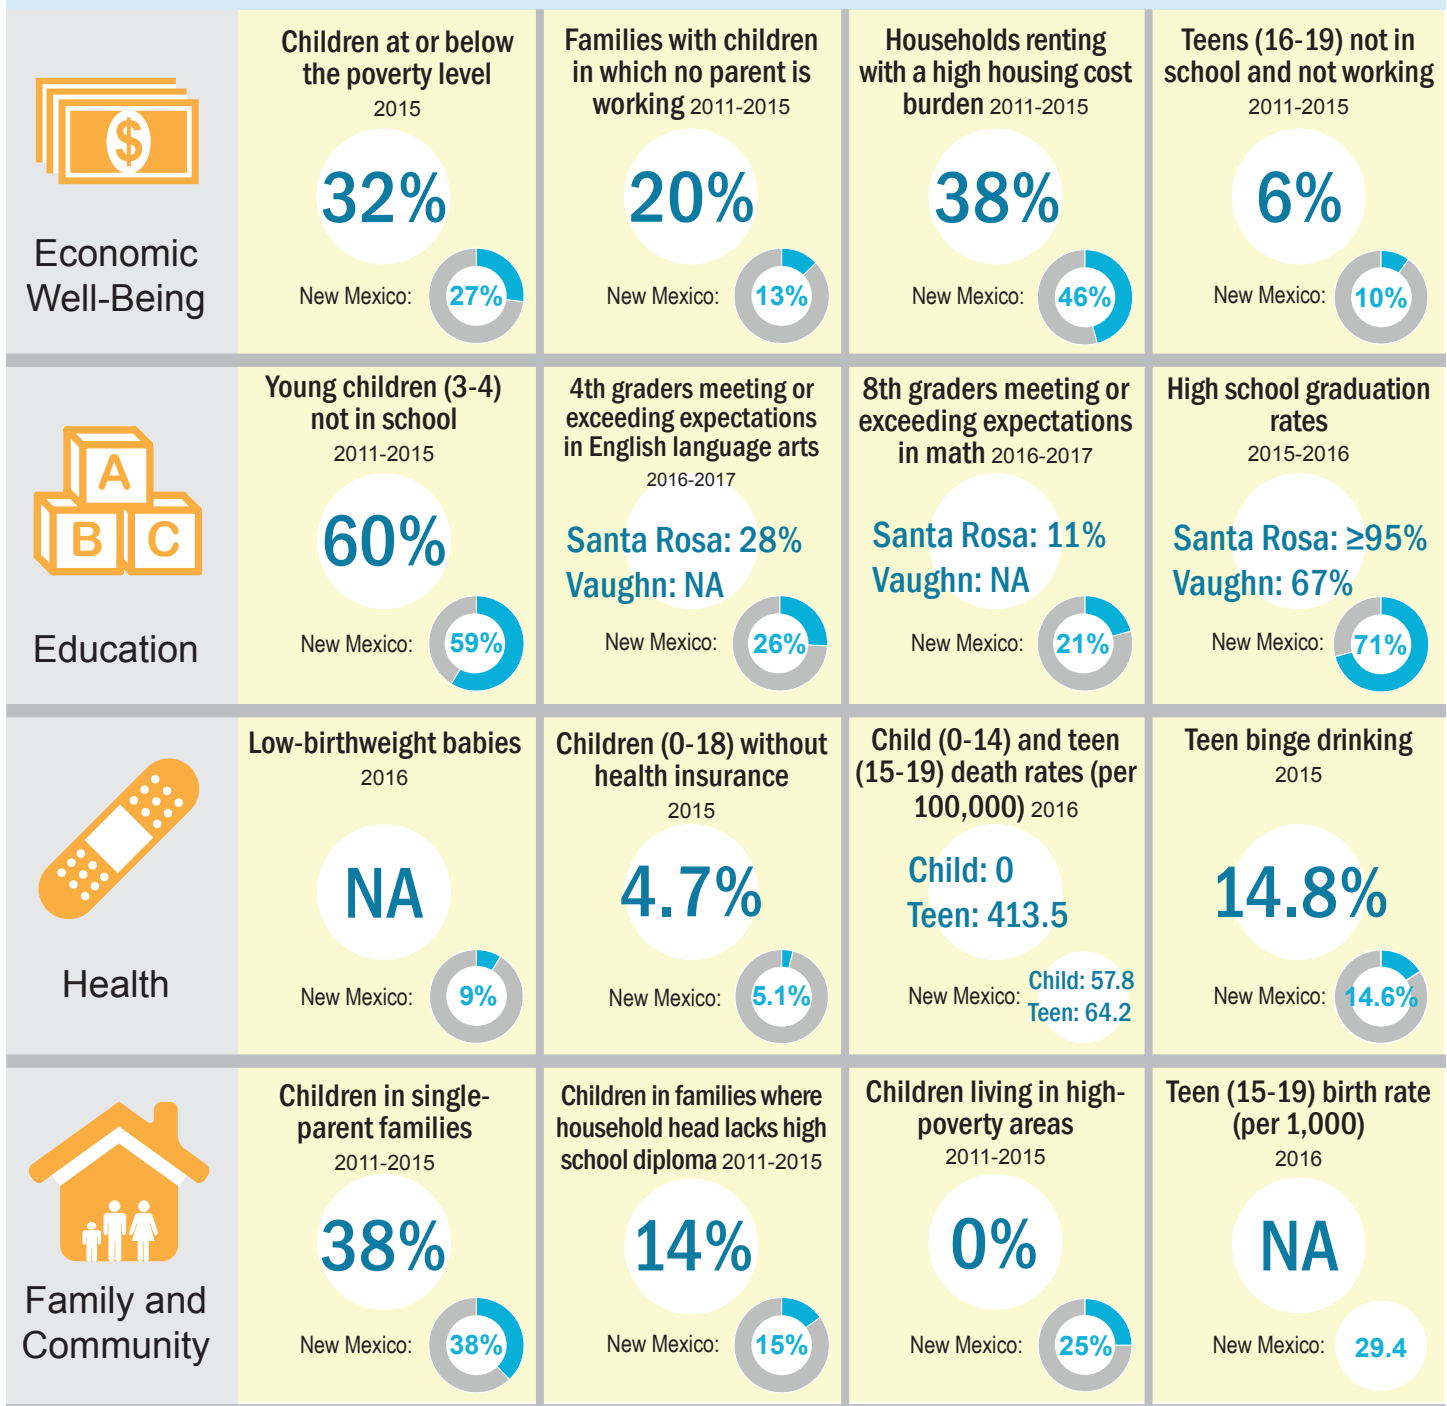 Economic
Well-Being
Children at or below
the poverty level
2015
32%
New Mexico: 27%
Families with children
in which no parent is
working 2011-2015
20%
New Mexico: 13%
Households renting
with a high housing cost
burden 2011-2015
38%
New Mexico: 46%
Teens (16-19) not in
school and not working
2011-2015
6%
New Mexico: 10%
A
B C
Education
Young children (3-4)
not in school
2011-2015
60%
New Mexico: 59%
4th graders meeting or
exceeding expectations
in English language arts
2016-2017
Santa Rosa: 28%
Vaughn: NA
New Mexico: 26%
8th graders meeting or
exceeding expectations
in math 2016-2017
Santa Rosa: 11%
Vaughn: NA
New Mexico: 21%
High school graduation
rates
2015-2016
Santa Rosa: ≥95%
Vaughn: 67%
New Mexico: 71%
Health
Low-birthweight babies
2016
NA
New Mexico: 9%
Children (0-18) without
health insurance
2015
4.7%
New Mexico: 5.1%
Child (0-14) and teen
(15-19) death rates (per
100,000) 2016
Child: 0
Teen: 413.5
New Mexico: Child: 57.8
Teen: 64.2
Teen binge drinking
2015
14.8%
New Mexico: 14.6%
Family and
Community
Children in single-
parent families
2011-2015
38%
New Mexico: 38%
Children in families where
household head lacks high
school diploma 2011-2015
14%
New Mexico: 15%
Children living in high-
poverty areas
2011-2015
0%
New Mexico: 25%
Teen (15-19) birth rate
(per 1,000)
2016
NA
New Mexico: 29.4
$